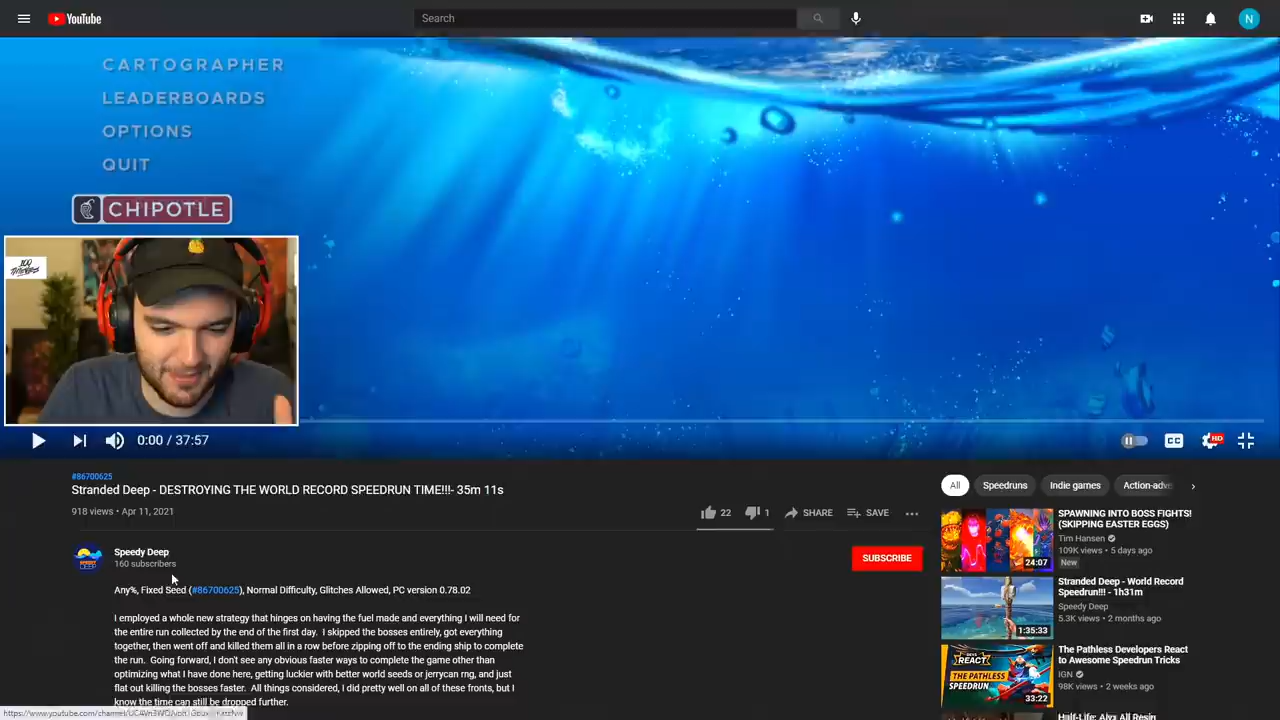 YouTube
Search
N
CARTOGRAPHER
LEADERBOARDS
OPTIONS
QUIT
CHIPOTLE
100
THIEVES
0:00 / 37:57
CC
HD
#86700625
Stranded Deep - DESTROYING THE WORLD RECORD SPEEDRUN TIME!!!- 35m 11s
918 views • Apr 11, 2021
22
1
SHARE
SAVE
Speedy Deep
160 subscribers
SUBSCRIBE
Any%, Fixed Seed (#86700625), Normal Difficulty, Glitches Allowed, PC version 0.78.02
I employed a whole new strategy that hinges on having the fuel made and everything I will need for
the entire run collected by the end of the first day. I skipped the bosses entirely, got everything
together, then went off and killed them all in a row before zipping off to the ending ship to complete
the run. Going forward, I don't see any obvious faster ways to complete the game other than
optimizing what I have done here, getting luckier with better world seeds or jerrycan rng, and just
flat out killing the bosses faster. All things considered, I did pretty well on all of these fronts, but I
know the time can still be dropped further.
All
Speedruns
Indie games
Action-adve
SPAWNING INTO BOSS FIGHTS!
(SKIPPING EASTER EGGS)
Tim Hansen
109K views • 5 days ago
New
24:07
Stranded Deep - World Record
Speedrun!!! - 1h31m
Speedy Deep
5.3K views • 2 months ago
1:35:33
The Pathless Developers React
to Awesome Speedrun Tricks
IGN
98K views • 2 weeks ago
DEVS
REACT
THE PATHLESS
SPEEDRUN
33:22
Half-Life: Alyx All Resin